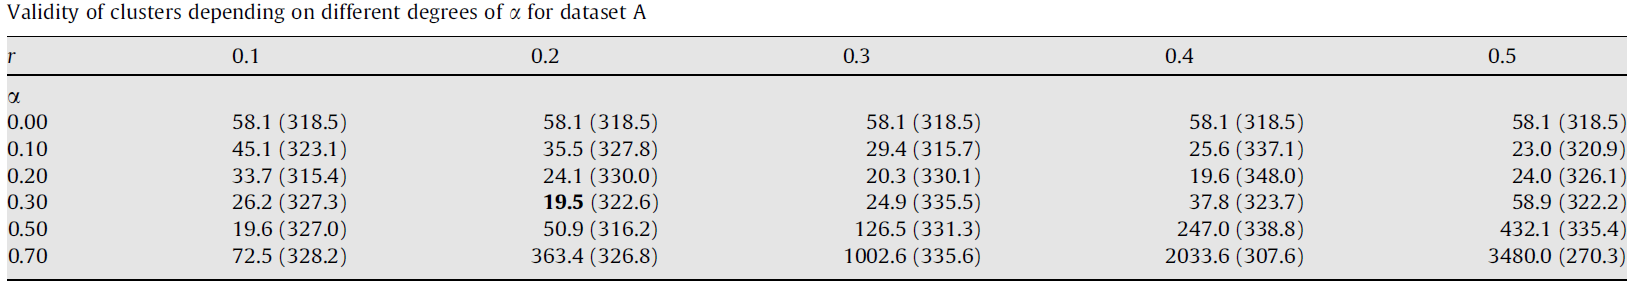 Validity of clusters depending on different degrees of α for dataset A
r 0.1 0.2 0.3 0.4 0.5
α
0.00 58.1 (318.5) 58.1 (318.5) 58.1 (318.5) 58.1 (318.5) 58.1 (318.5)
0.10 45.1 (323.1) 35.5 (327.8) 29.4 (315.7) 25.6 (337.1) 23.0 (320.9)
0.20 33.7 (315.4) 24.1 (330.0) 20.3 (330.1) 19.6 (348.0) 24.0 (326.1)
0.30 26.2 (327.3) 19.5 (322.6) 24.9 (335.5) 37.8 (323.7) 58.9 (322.2)
0.50 19.6 (327.0) 50.9 (316.2) 126.5 (331.3) 247.0 (338.8) 432.1 (335.4)
0.70 72.5 (328.2) 363.4 (326.8) 1002.6 (335.6) 2033.6 (307.6) 3480.0 (270.3)